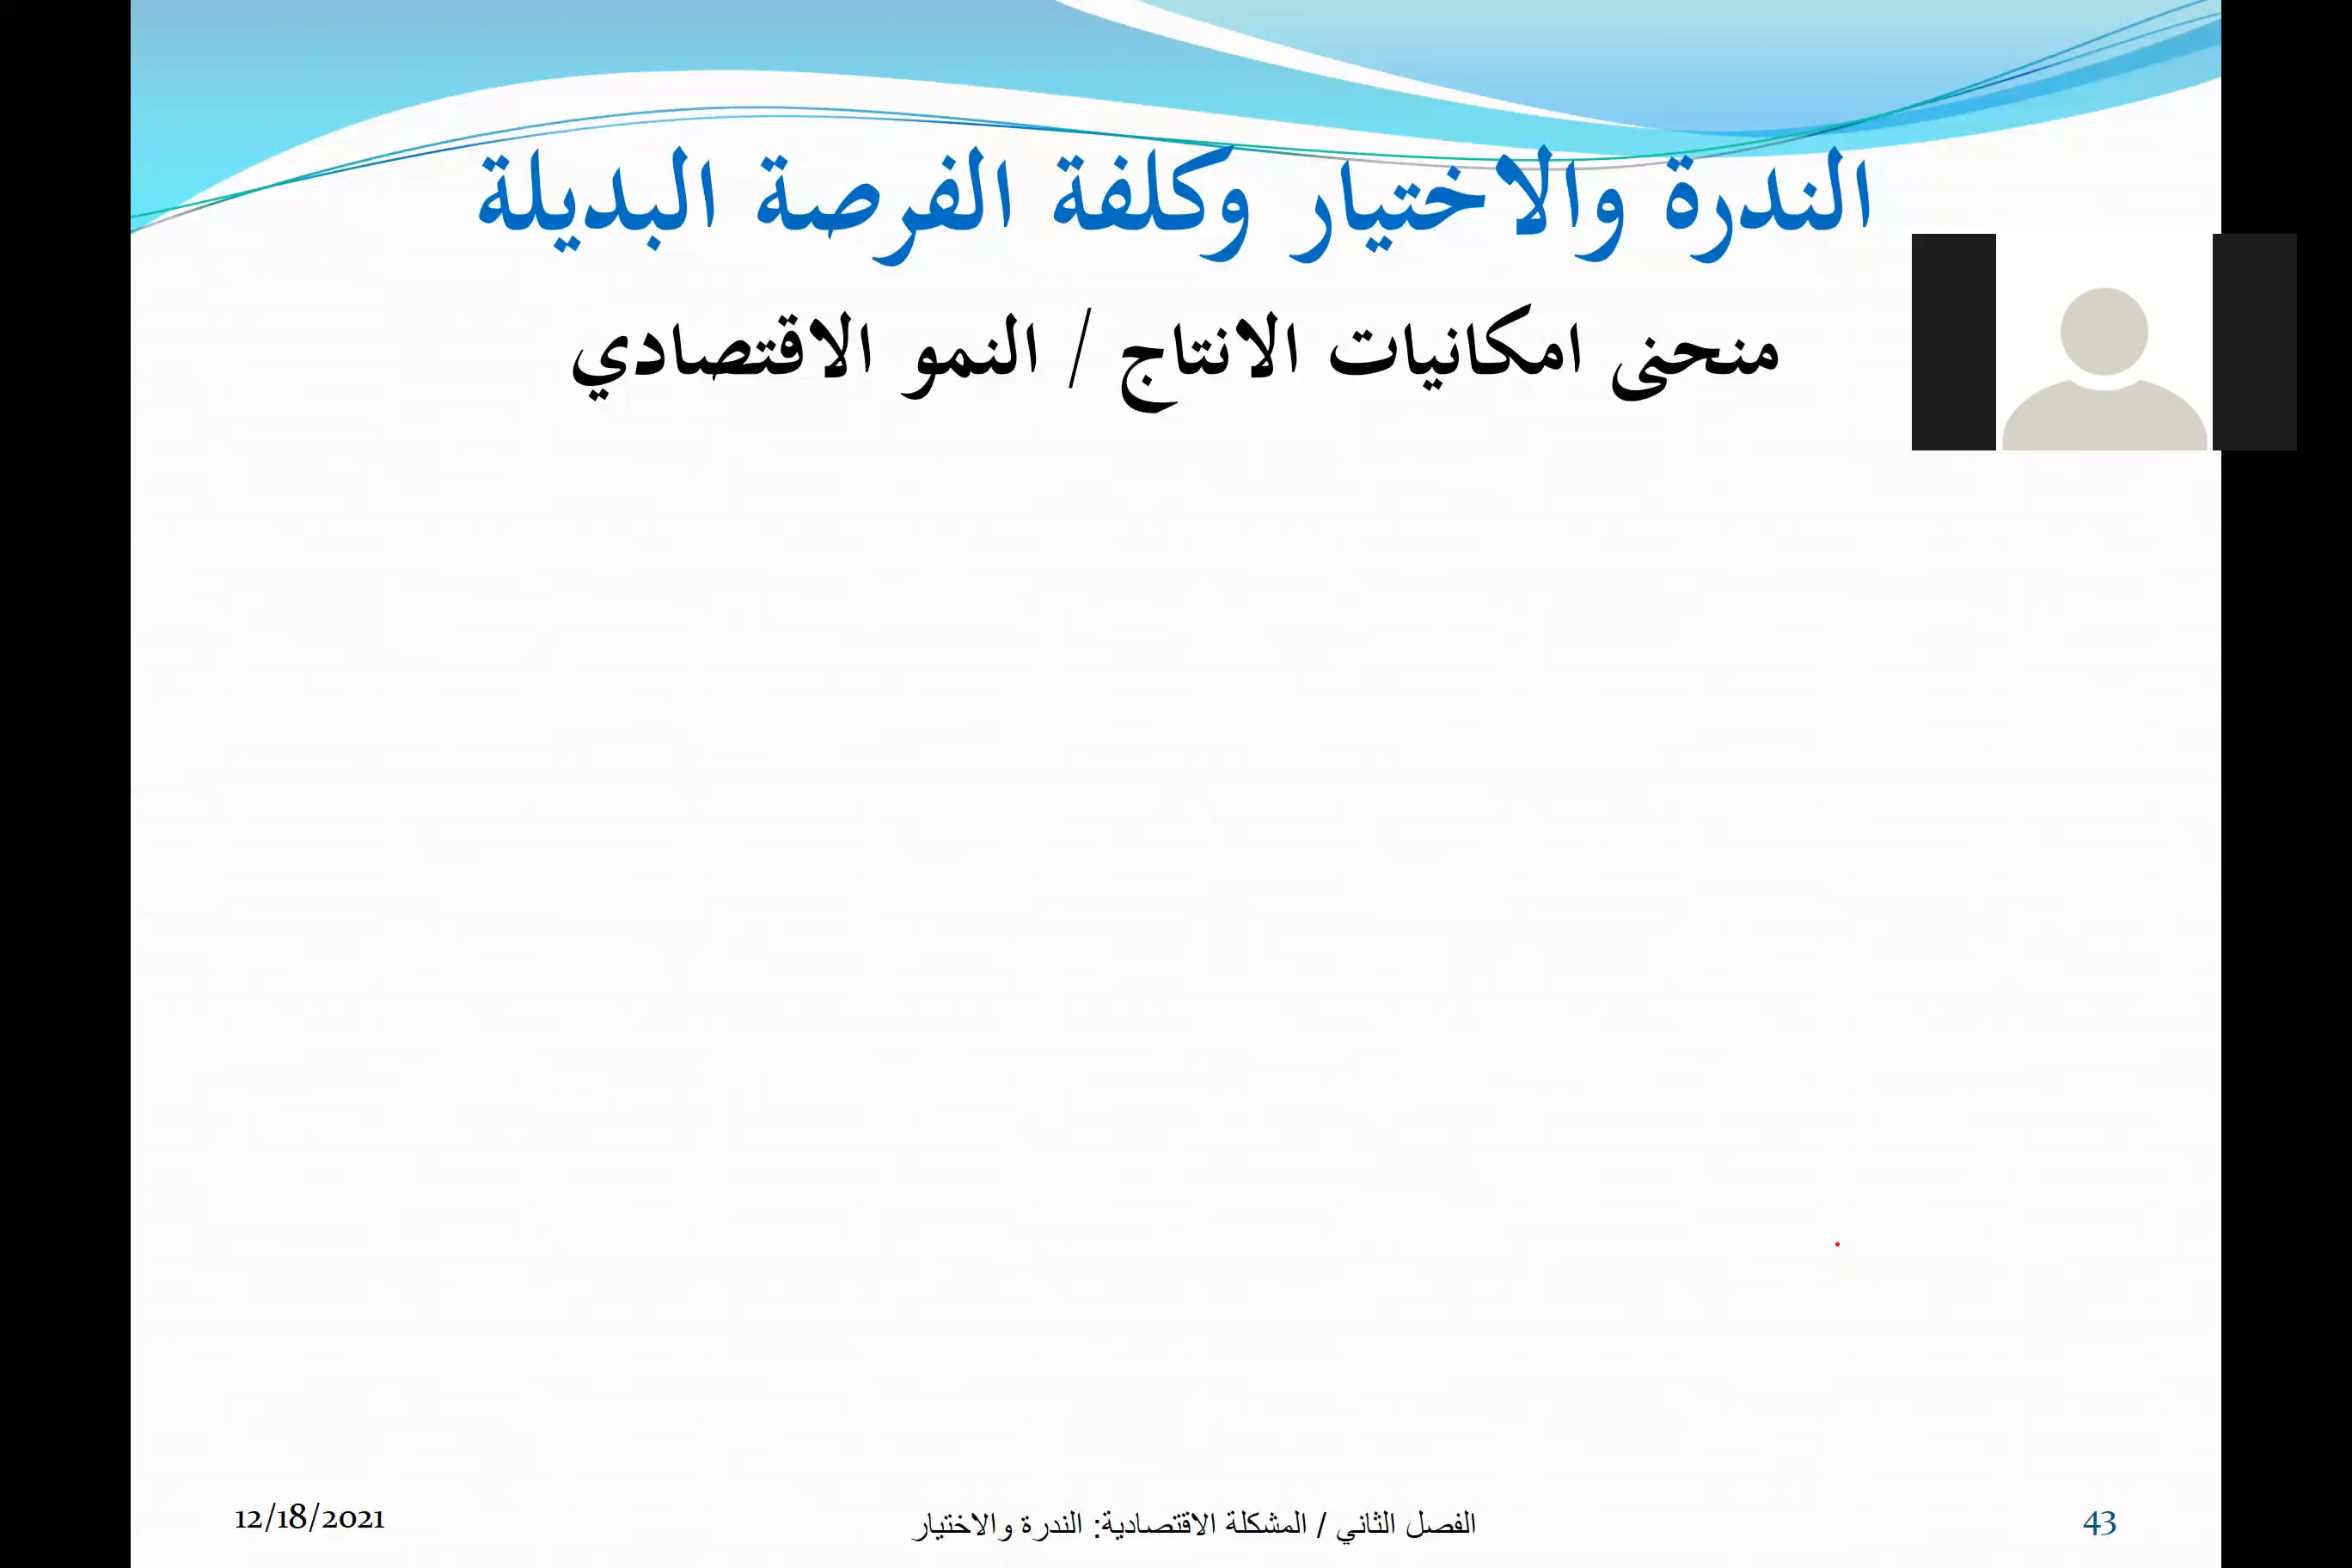 الندرة والاختيار وكلفة الفرصة البديلة
منحنى امكانيات الانتاج / النمو الاقتصادي
12/18/2021
الفصل الثاني / المشكلة الاقتصادية: الندرة والاختيار
43